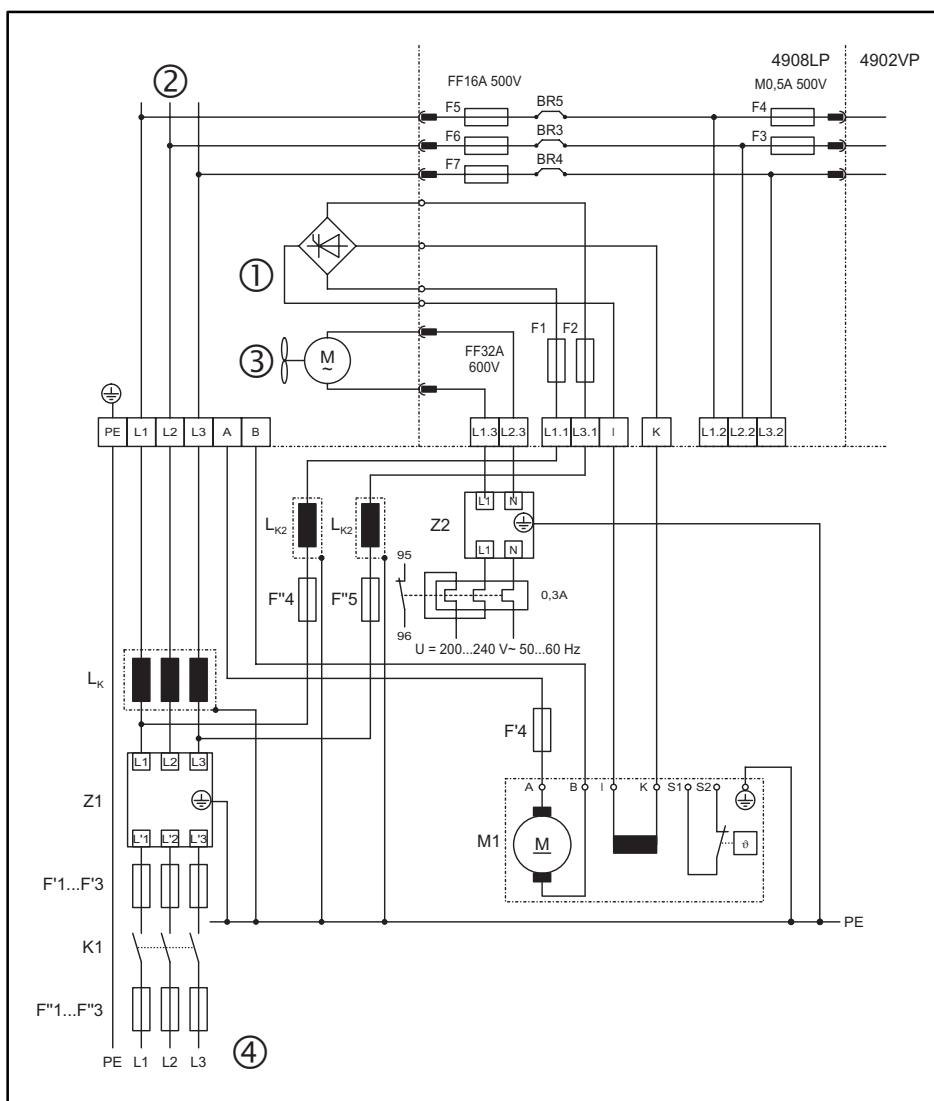 4908LP 4902VP
②
FF16A 500V M0,5A 500V
F5 BR5 F4
F6 BR3 F3
F7 BR4
①
③ M ~
F1 F2
FF32A
600V
PE L1 L2 L3 A B L1.3 L2.3 L1.1 L3.1 I K L1.2 L2.2 L3.2
L1 N
LK2 LK2 Z2
L1 N
95
F"4 F"5 0,3A
96
U = 200...240 V~ 50...60 Hz
LK
F'4
L1 L2 L3
Z1
A B I K S1 S2
M1 M ϑ
L'1 L'2 L'3
F'1...F'3
PE
K1
F"1...F"3
④
PE L1 L2 L3